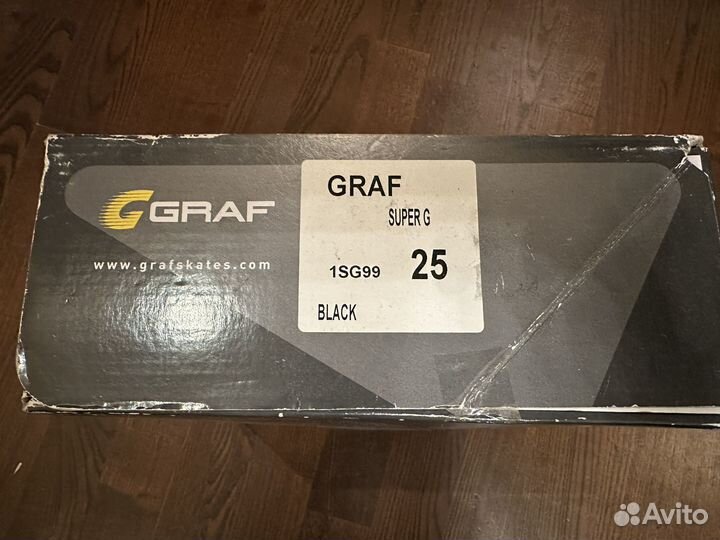 GRAF
www.grafskates.com
GRAF
SUPER G
1SG99 25
BLACK
Avito